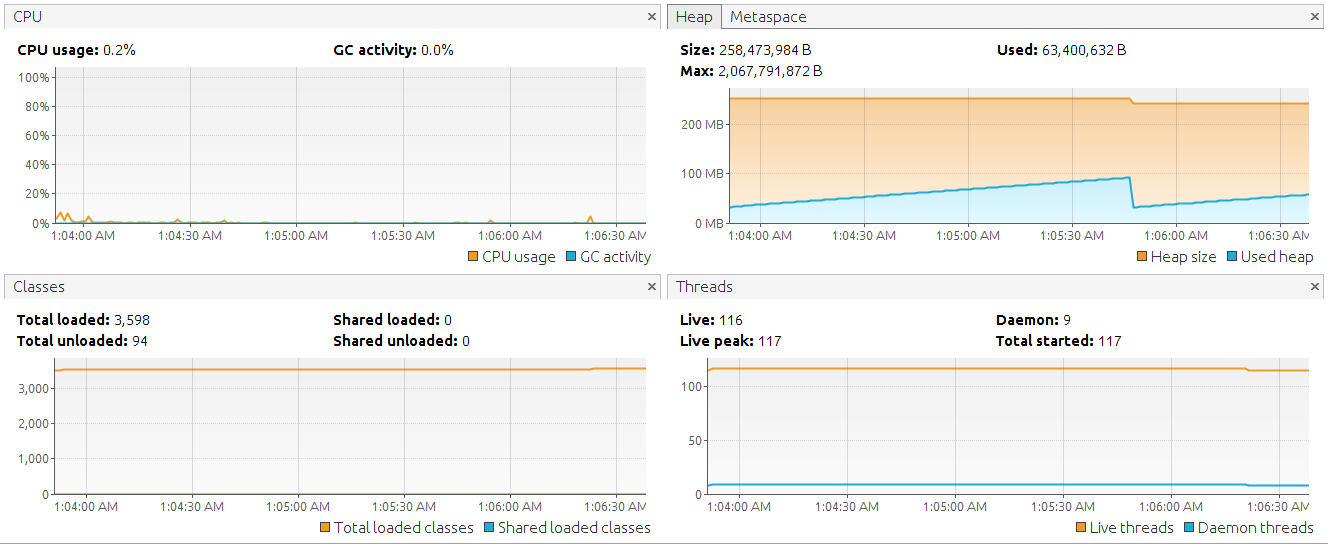 CPU
CPU usage: 0.2% GC activity: 0.0%
100%
80%
60%
40%
20%
0%
1:04:00 AM 1:04:30 AM 1:05:00 AM 1:05:30 AM 1:06:00 AM 1:06:30 AM
CPU usage GC activity
Heap Metaspace
Size: 258,473,984 B Used: 63,400,632 B
Max: 2,067,791,872 B
200 MB
100 MB
0 MB
1:04:00 AM 1:04:30 AM 1:05:00 AM 1:05:30 AM 1:06:00 AM 1:06:30 AM
Heap size Used heap
Classes
Total loaded: 3,598 Shared loaded: 0
Total unloaded: 94 Shared unloaded: 0
3,000
2,000
1,000
0
1:04:00 AM 1:04:30 AM 1:05:00 AM 1:05:30 AM 1:06:00 AM 1:06:30 AM
Total loaded classes Shared loaded classes
Threads
Live: 116 Daemon: 9
Live peak: 117 Total started: 117
100
50
0
1:04:00 AM 1:04:30 AM 1:05:00 AM 1:05:30 AM 1:06:00 AM 1:06:30 AM
Live threads Daemon threads